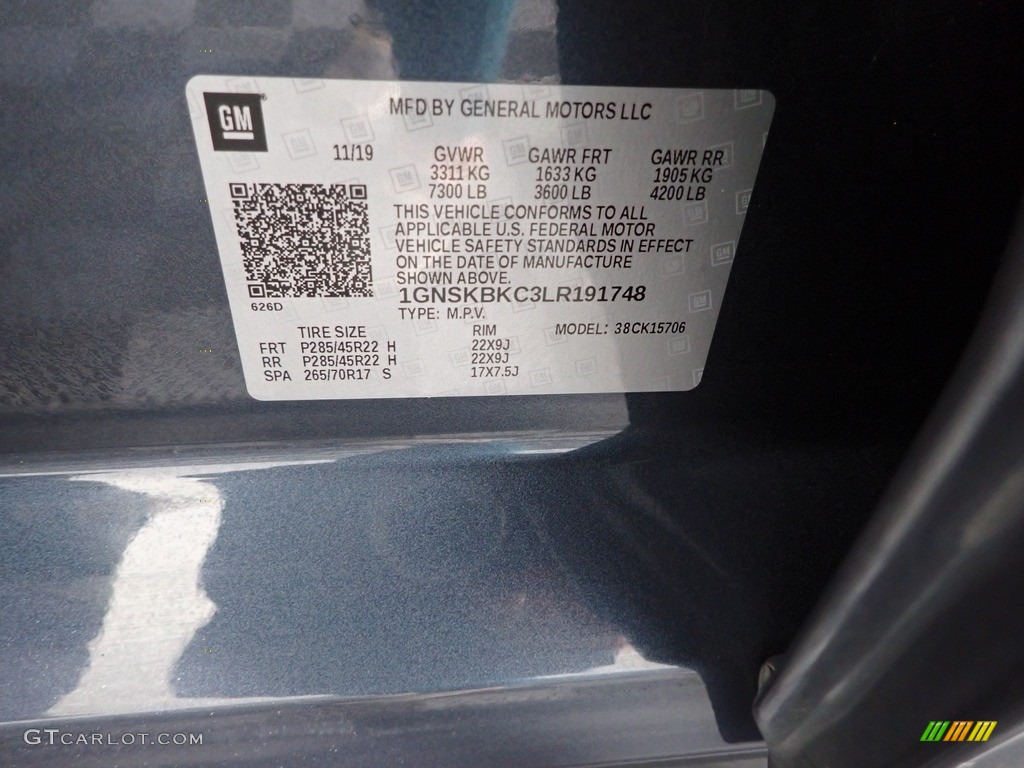 GM
MFD BY GENERAL MOTORS LLC
11/19 GVWR GAWR FRT GAWR RR
3311 KG 1633 KG 1905 KG
7300 LB 3600 LB 4200 LB
THIS VEHICLE CONFORMS TO ALL
APPLICABLE U.S. FEDERAL MOTOR
VEHICLE SAFETY STANDARDS IN EFFECT
ON THE DATE OF MANUFACTURE
SHOWN ABOVE.
1GNSKBKC3LR191748
626D
TYPE: M.P.V.
TIRE SIZE RIM MODEL: 38CK15706
FRT P285/45R22 H 22X9J
RR P285/45R22 H 22X9J
SPA 265/70R17 S 17X7.5J
GTCARLOT.COM